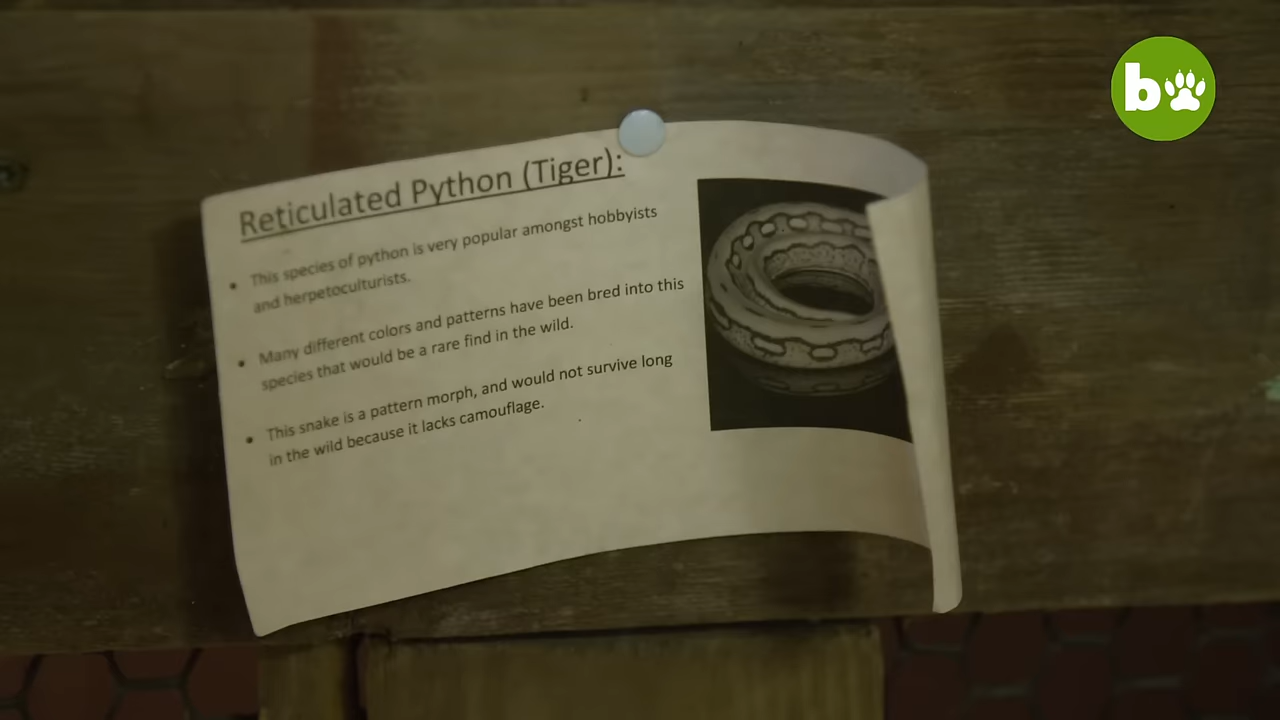 b
Reticulated Python (Tiger):
• This species of python is very popular amongst hobbyists
and herpetoculturists.
• Many different colors and patterns have been bred into this
species that would be a rare find in the wild.
• This snake is a pattern morph, and would not survive long
in the wild because it lacks camouflage.